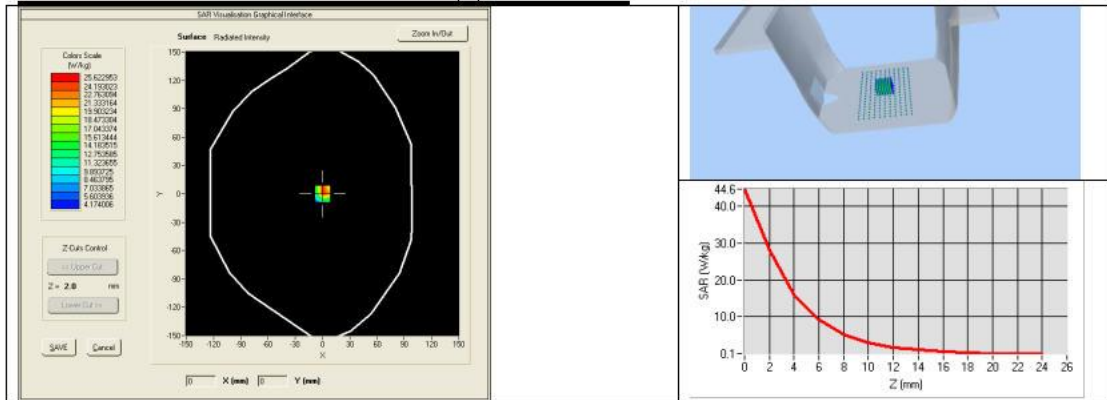 SAR Visualisation Graphical Interface
Surface Radiated Intensity
Zoom In/Out
Colors Scale
(W/kg)
25.622953
24.193023
22.763094
21.333164
19.903234
18.473304
17.043374
15.613444
14.183515
12.753585
11.323655
9.893725
8.463795
7.033865
5.603936
4.174006
150
120
90
60
30
0
-30
-60
-90
-120
-150
Y
-150 -120 -90 -60 -30 0 30 60 90 120 150
X
Z-Cuts Control
<< Upper Cut
Z = 2.0 mm
Lower Cut >>
SAVE Cancel
0 X (mm) 0 Y (mm)
44.6
40.0
30.0
20.0
10.0
0.1
SAR (W/kg)
0 2 4 6 8 10 12 14 16 18 20 22 24 26
Z (mm)